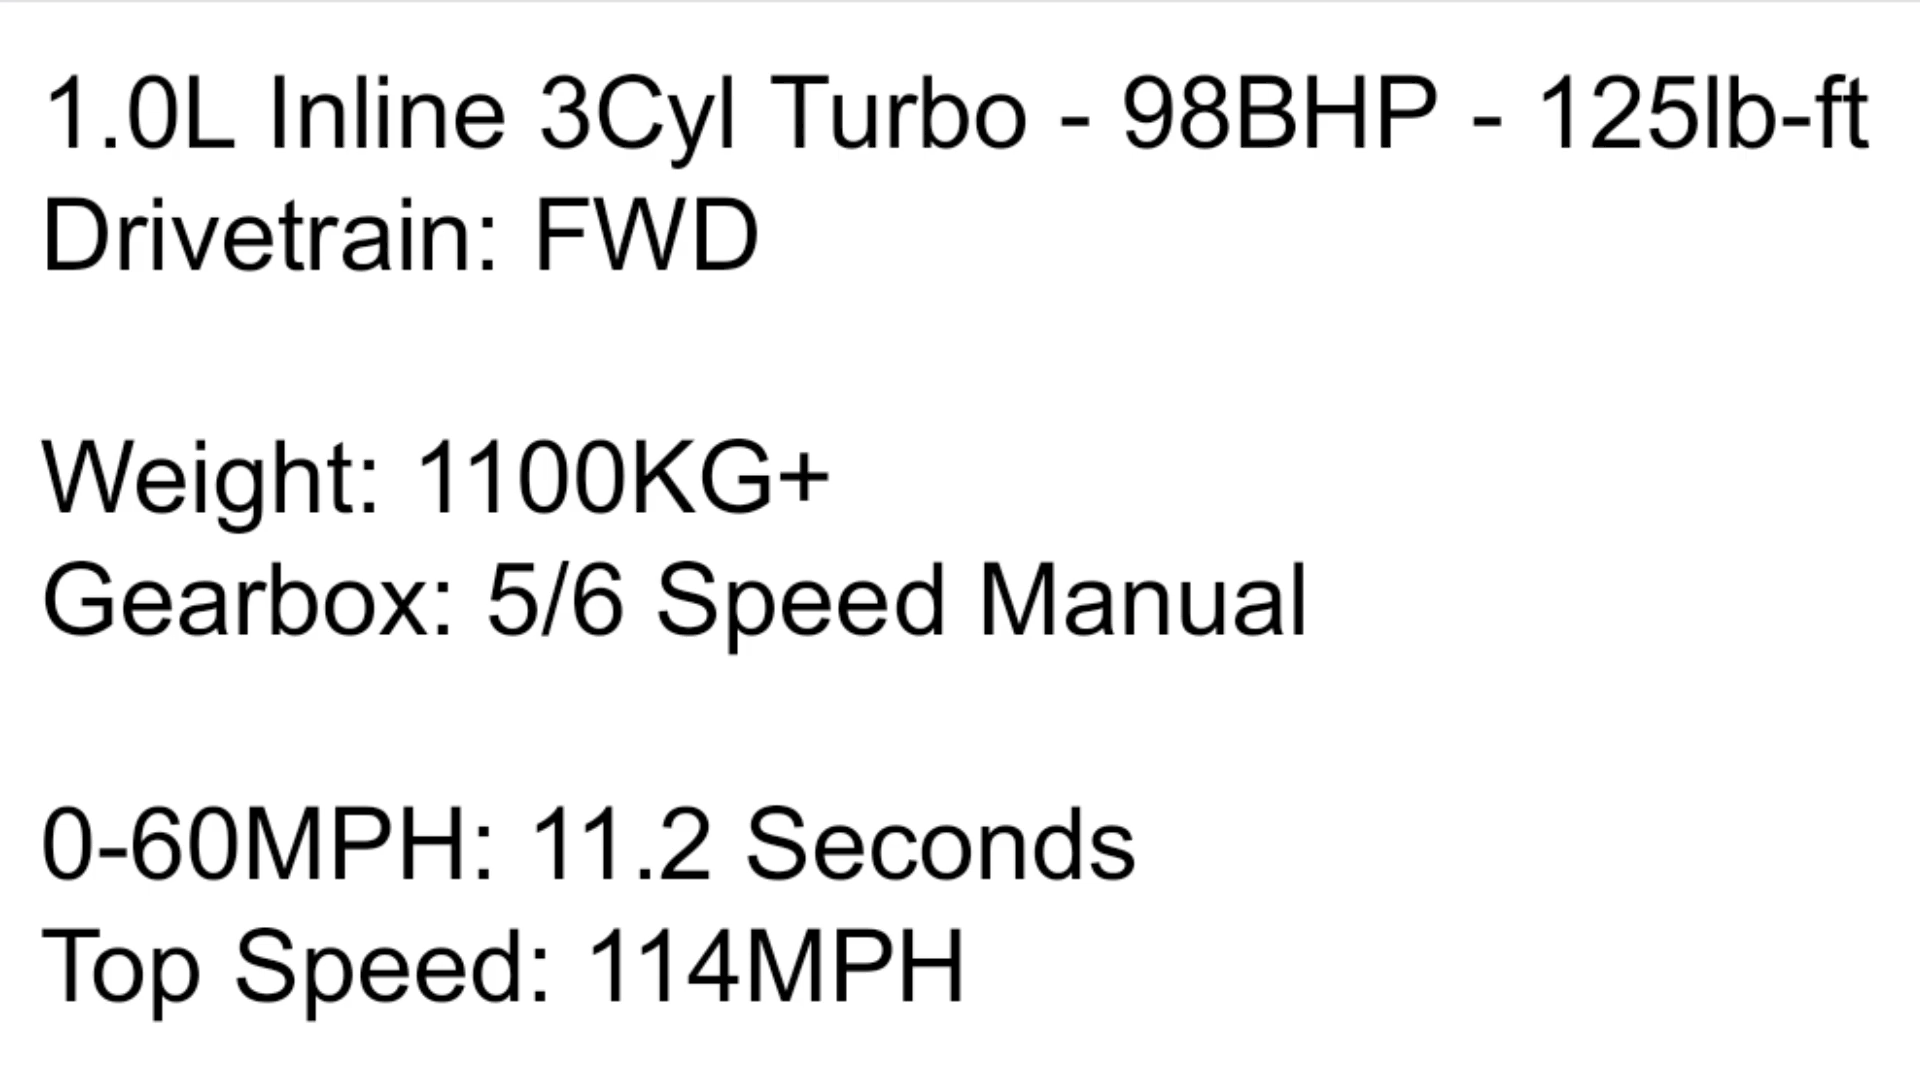 1.0L Inline 3Cyl Turbo - 98BHP - 125lb-ft
Drivetrain: FWD
Weight: 1100KG+
Gearbox: 5/6 Speed Manual
0-60MPH: 11.2 Seconds
Top Speed: 114MPH